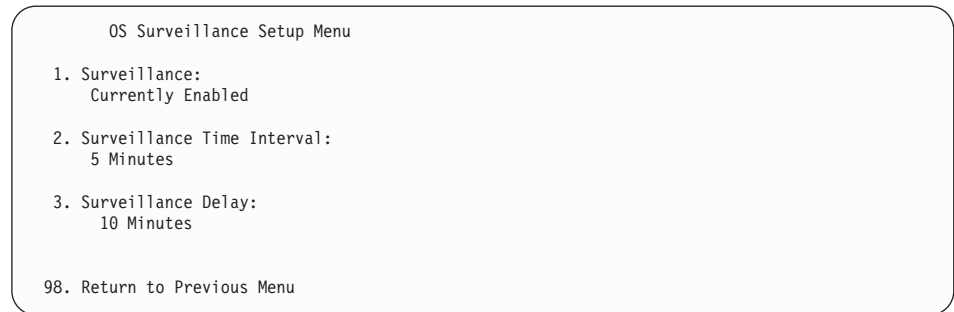 OS Surveillance Setup Menu
1. Surveillance:
Currently Enabled
2. Surveillance Time Interval:
5 Minutes
3. Surveillance Delay:
10 Minutes
98. Return to Previous Menu